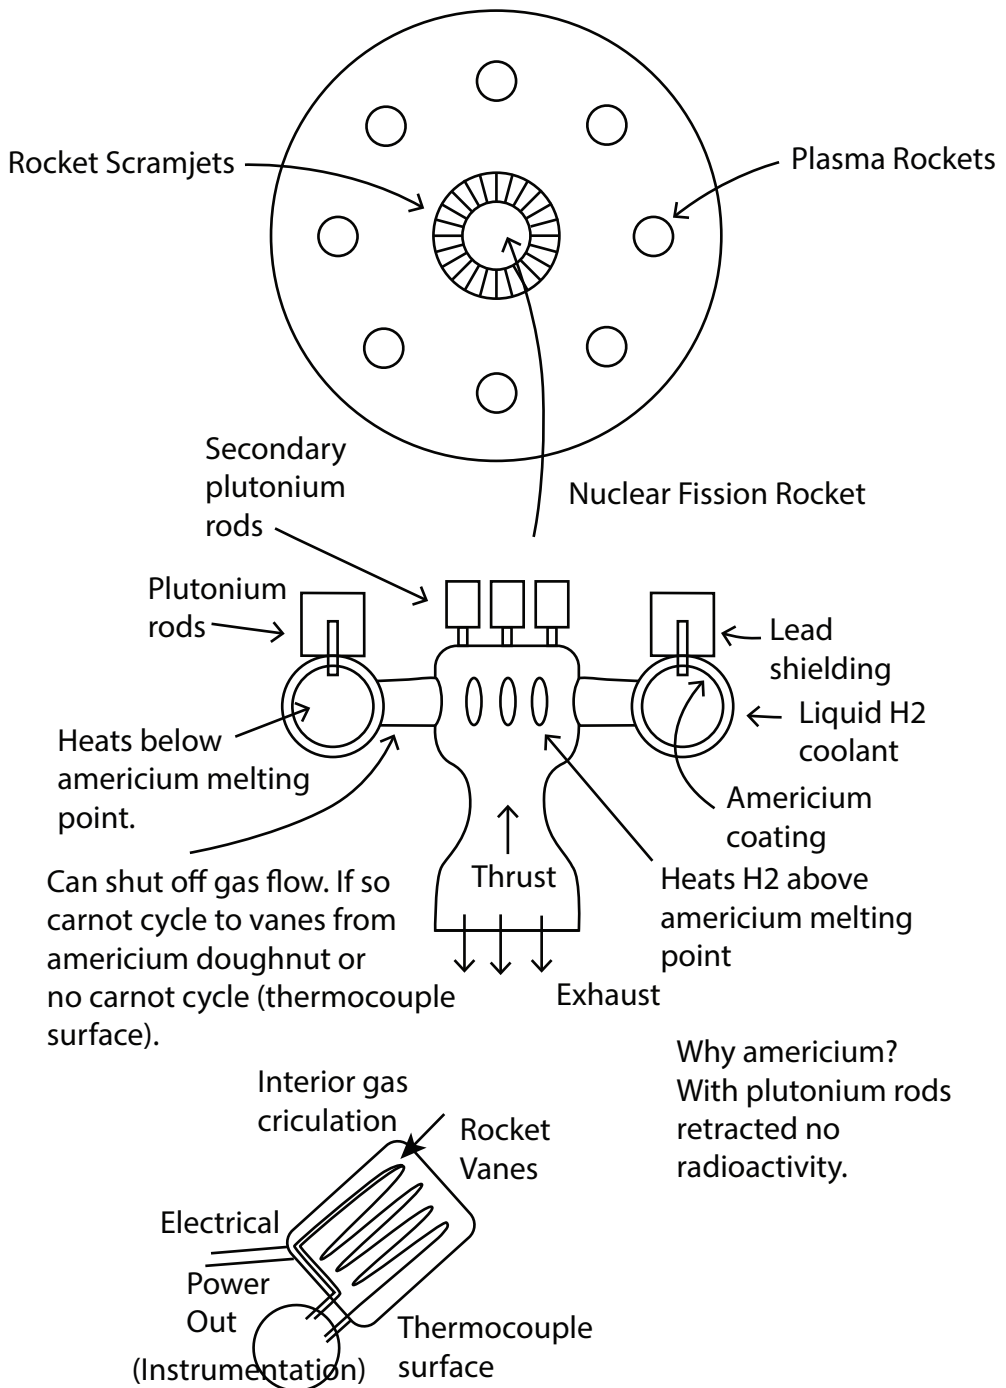 Rocket Scramjets
Plasma Rockets
Secondary
plutonium
rods
Nuclear Fission Rocket
Plutonium
rods
Lead
shielding
Liquid H2
coolant
Heats below
americium melting
point.
Americium
coating
Can shut off gas flow. If so
carnot cycle to vanes from
americium doughnut or
no carnot cycle (thermocouple
surface).
Thrust
Heats H2 above
americium melting
point
Exhaust
Why americium?
With plutonium rods
retracted no
radioactivity.
Interior gas
criculation
Rocket
Vanes
Electrical
Power
Out
(Instrumentation)
Thermocouple
surface